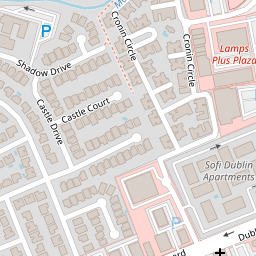 P
Cronin Circle
Cronin Circle
Lamps
Plus Plaza
Shadow Drive
Castle Court
Castle Drive
Sofi Dublin
Apartments
P
Dubl